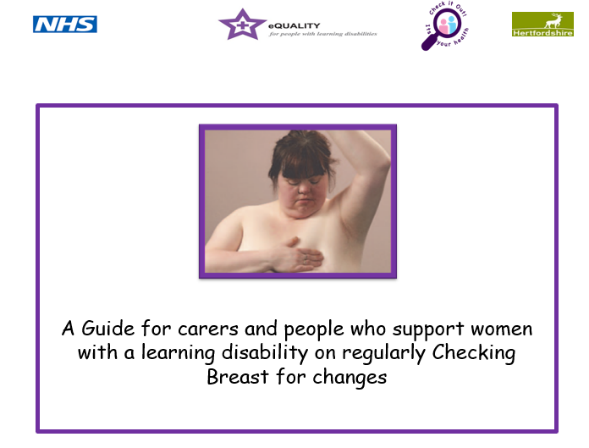 NHS
eQUALITY
for people with learning disabilities
Check it Out!
Its your health
Hertfordshire
A Guide for carers and people who support women
with a learning disability on regularly Checking
Breast for changes